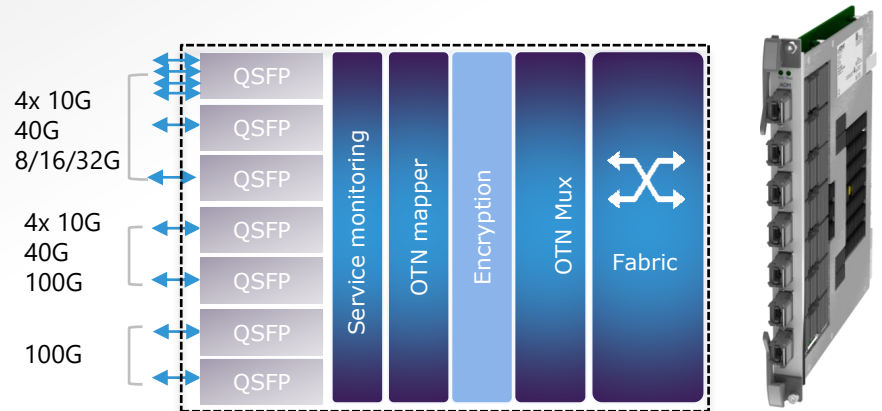 4x 10G
40G
8/16/32G
4x 10G
40G
100G
100G
QSFP
QSFP
QSFP
QSFP
QSFP
QSFP
QSFP
Service monitoring
OTN mapper
Encryption
OTN Mux
Fabric